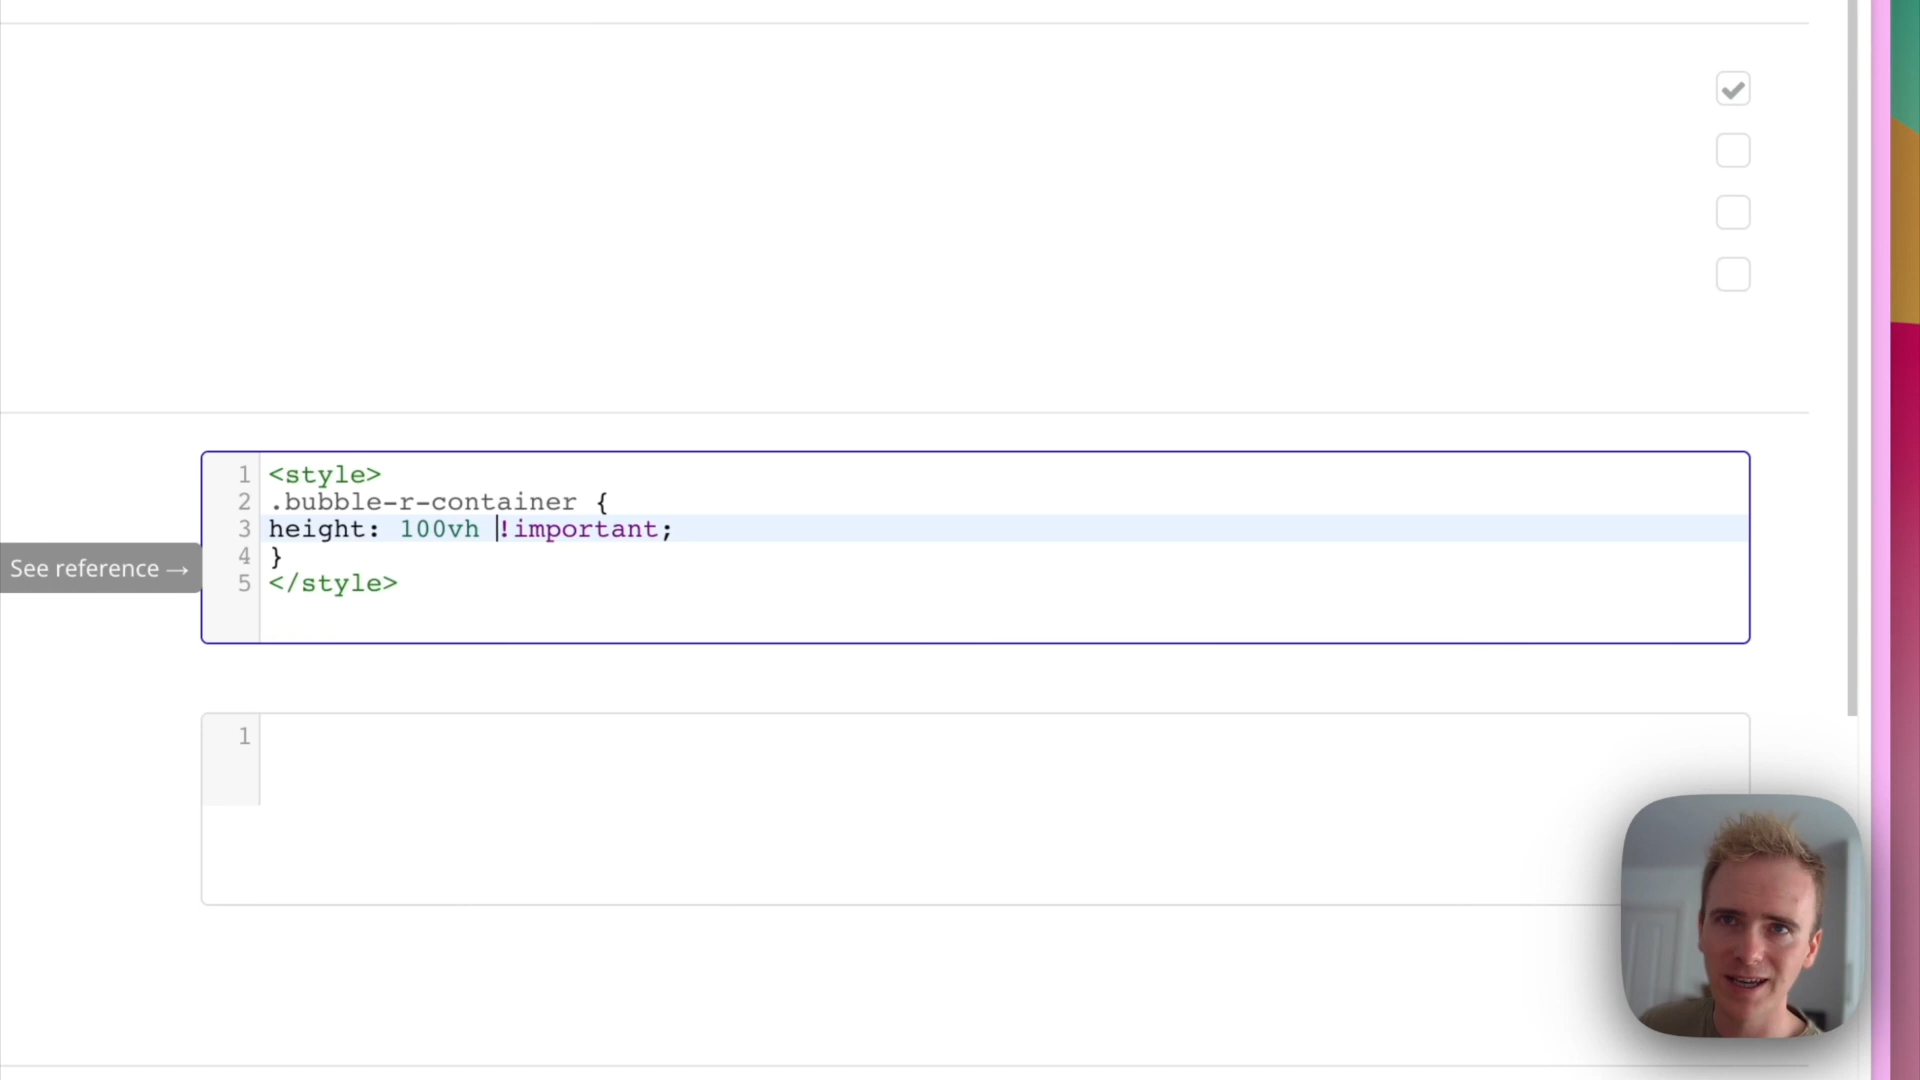 1 <style>
2 .bubble-r-container {
3 height: 100vh !important;
See reference →
4 }
5 </style>
1